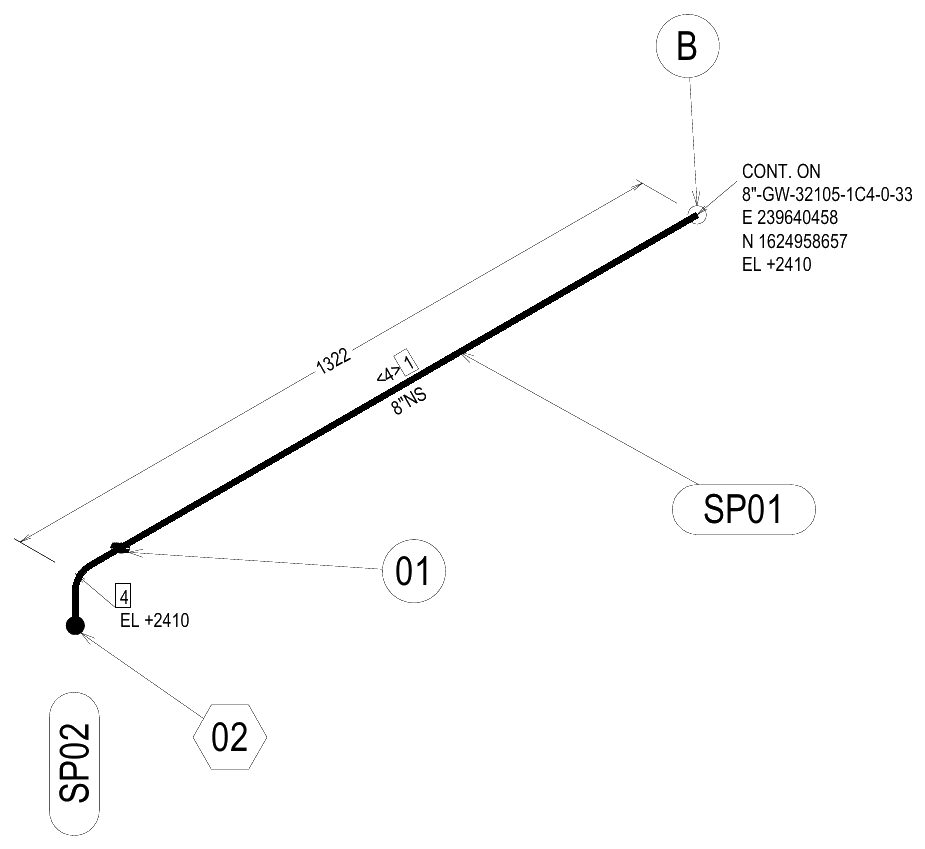 B
CONT. ON
8"-GW-32105-1C4-0-33
E 239640458
N 1624958657
EL +2410
1322
<4> 1
8"NS
SP01
01
4
EL +2410
02
SP02